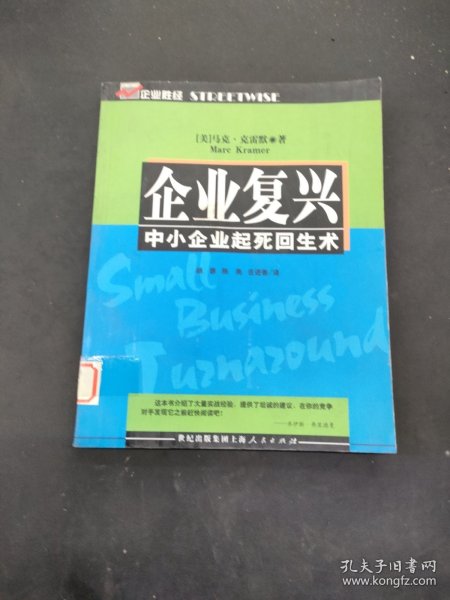 企业胜经 STREETWISE
[美]马克·克雷默 著
Marc Kramer
企业复兴
中小企业起死回生术
译
Small
Business
Turnaround
这本书介绍了大量实战经验，提供了坦诚的建议，在你的竞争
对手发现它之前赶快阅读吧！
世纪出版集团上海人民出版社
孔夫子旧书网
www.kongfz.com